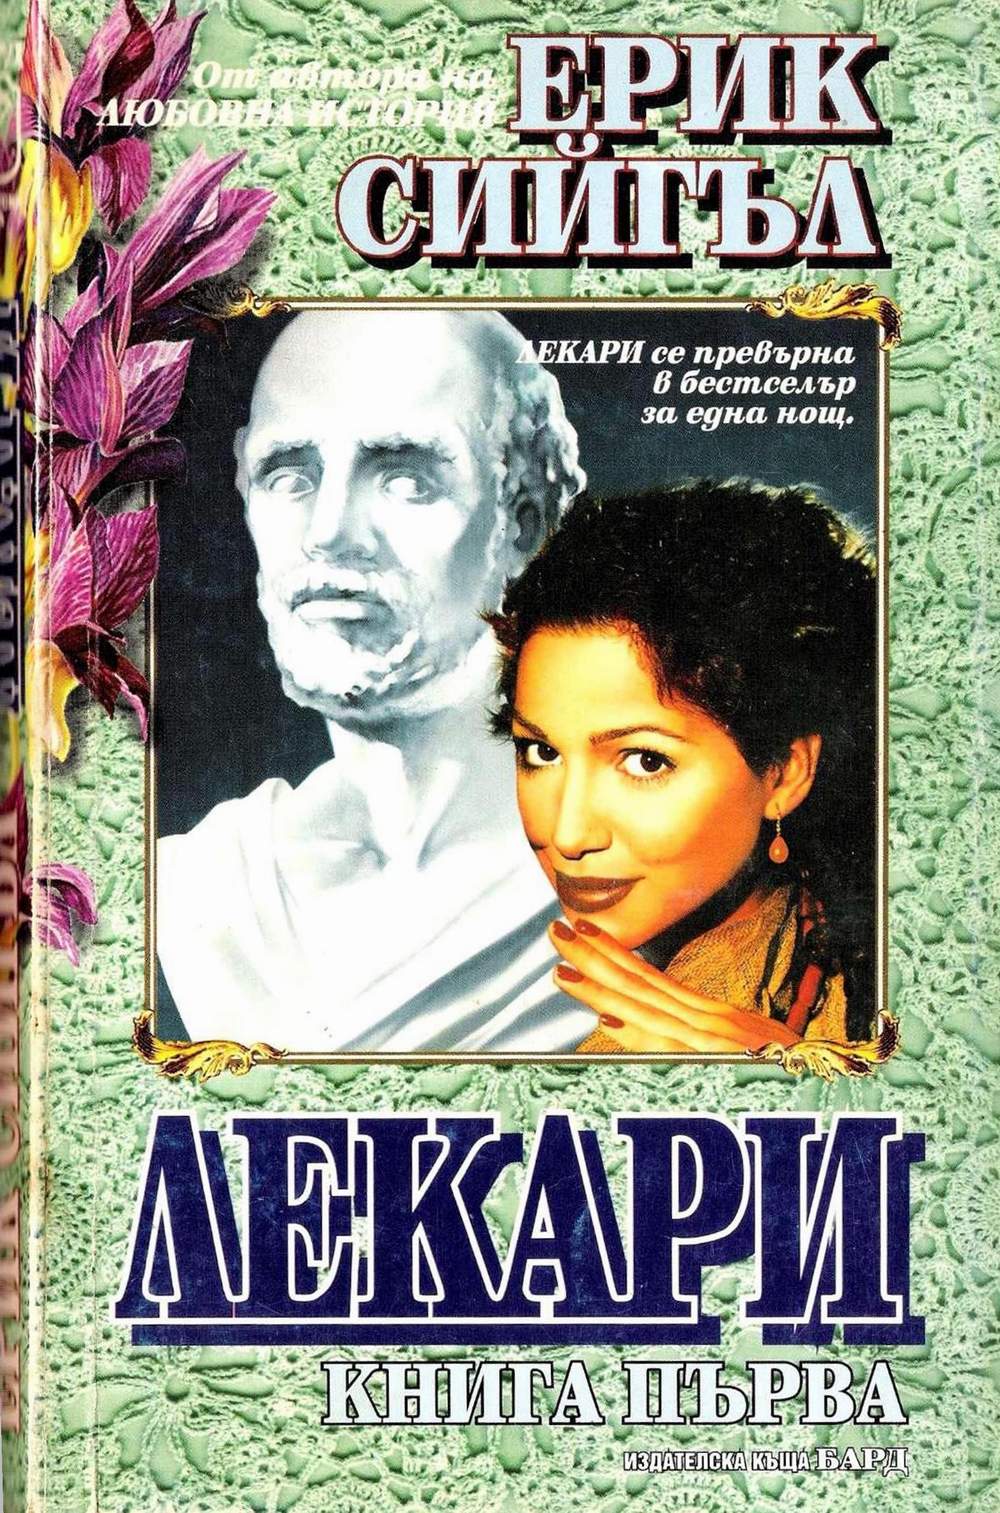 От автора на
ЛЮБОВНА ИСТОРИЯ
ЕРИК
СИЙГЪЛ
ЛЕКАРИ се превърна
в бестселър
за една нощ.
ЛЕКАРИ
КНИГА ПЪРВА
ИЗДАТЕЛСКА КЪЩА БАРД